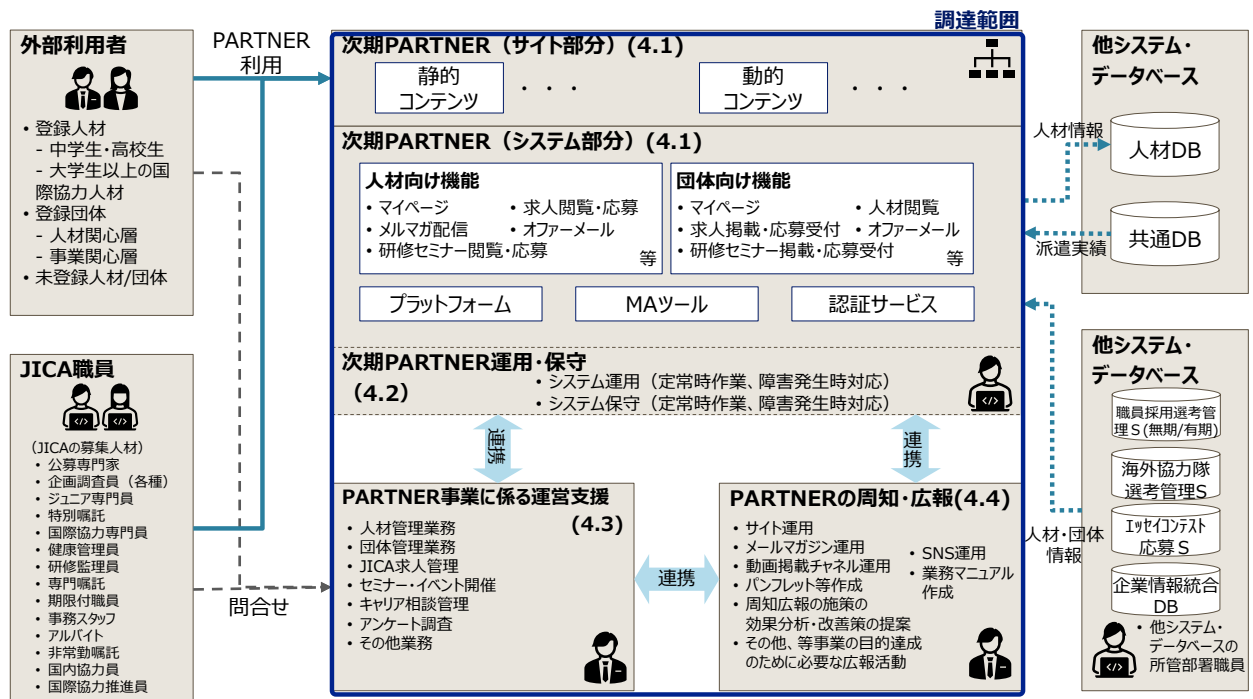 調達範囲
外部利用者
・登録人材
- 中学生・高校生
- 大学生以上の国
際協力人材
・登録団体
- 人材関心層
- 事業関心層
・未登録人材/団体
PARTNER
利用
JICA職員
（JICAの募集人材）
・公募専門家
・企画調査員（各種）
・ジュニア専門員
・特別嘱託
・国際協力専門員
・健康管理員
・研修監理員
・専門嘱託
・期限付職員
・事務スタッフ
・アルバイト
・非常勤嘱託
・国内協力員
・国際協力推進員
問合せ
次期PARTNER（サイト部分）(4.1)
静的
コンテンツ
・・・
動的
コンテンツ
・・・
次期PARTNER（システム部分）(4.1)
人材向け機能
・マイページ
・求人閲覧・応募
・メルマガ配信
・オファーメール
・研修セミナー閲覧・応募
等
団体向け機能
・マイページ
・人材閲覧
・求人掲載・応募受付
・オファーメール
・研修セミナー掲載・応募受付
等
プラットフォーム
MAツール
認証サービス
次期PARTNER運用・保守
(4.2)
・システム運用（定常時作業、障害発生時対応）
・システム保守（定常時作業、障害発生時対応）
連携
連携
PARTNER事業に係る運営支援
(4.3)
・人材管理業務
・団体管理業務
・JICA求人管理
・セミナー・イベント開催
・キャリア相談管理
・アンケート調査
・その他業務
連携
PARTNERの周知・広報(4.4)
・サイト運用
・メールマガジン運用
・動画掲載チャネル運用
・パンフレット等作成
・周知広報の施策の
効果分析・改善策の提案
・その他、等事業の目的達成
のために必要な広報活動
・SNS運用
・業務マニュアル
作成
人材情報
派遣実績
他システム・
データベース
人材DB
共通DB
人材・団体
情報
他システム・
データベース
職員採用選考管
理S(無期/有期)
海外協力隊
選考管理S
エッセイコンテスト
応募S
企業情報統合
DB
・他システム・
データベースの
所管部署職員